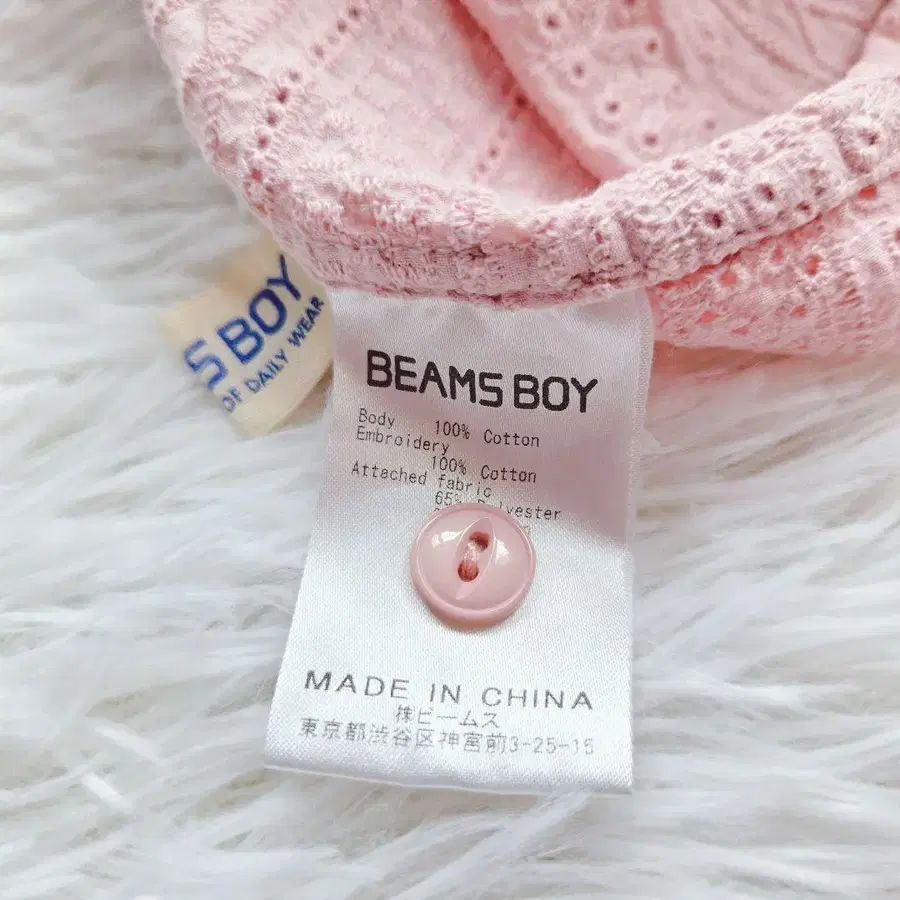 S BOY
OF DAILY WEAR
BEAMS BOY
Body 100% Cotton
Embroidery
100% Cotton
Attached fabric
65%
MADE IN CHINA
㈱ビームス
東京都渋谷区神宮前3-25-15